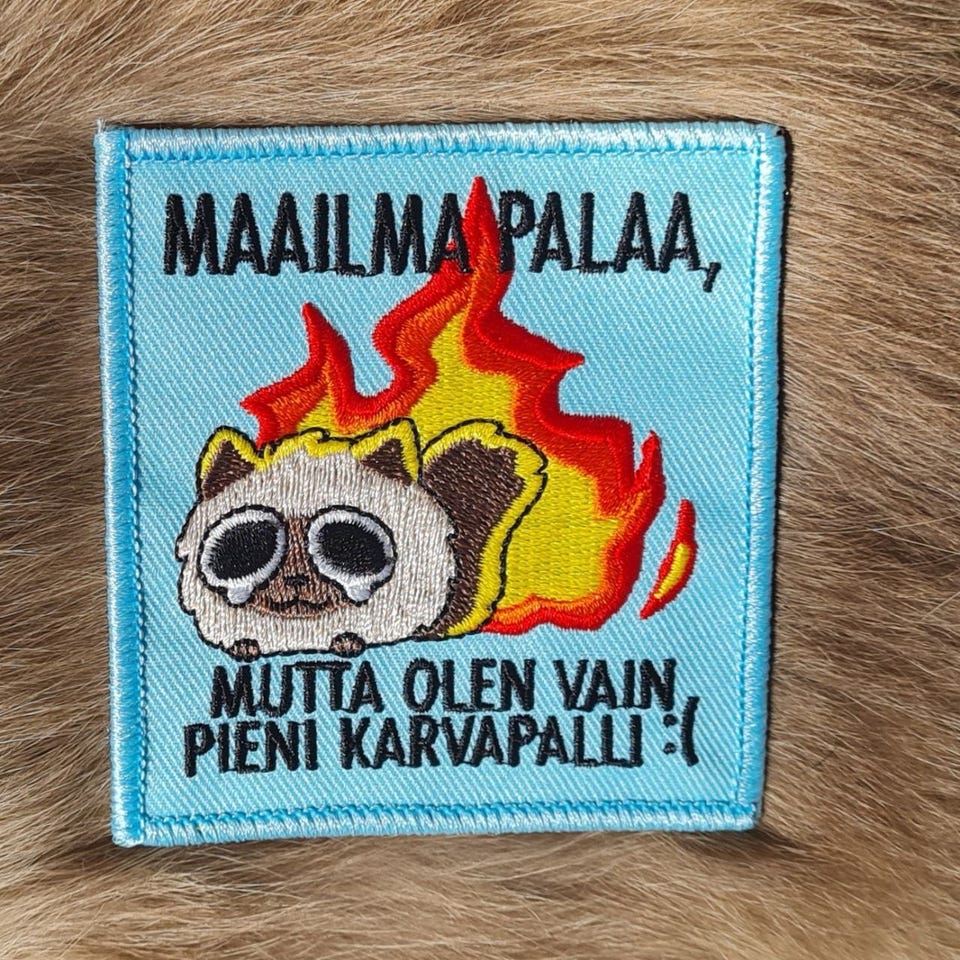 MAAILMA PALAA,
MUTTA OLEN VAIN
PIENI KARVAPALLI :(